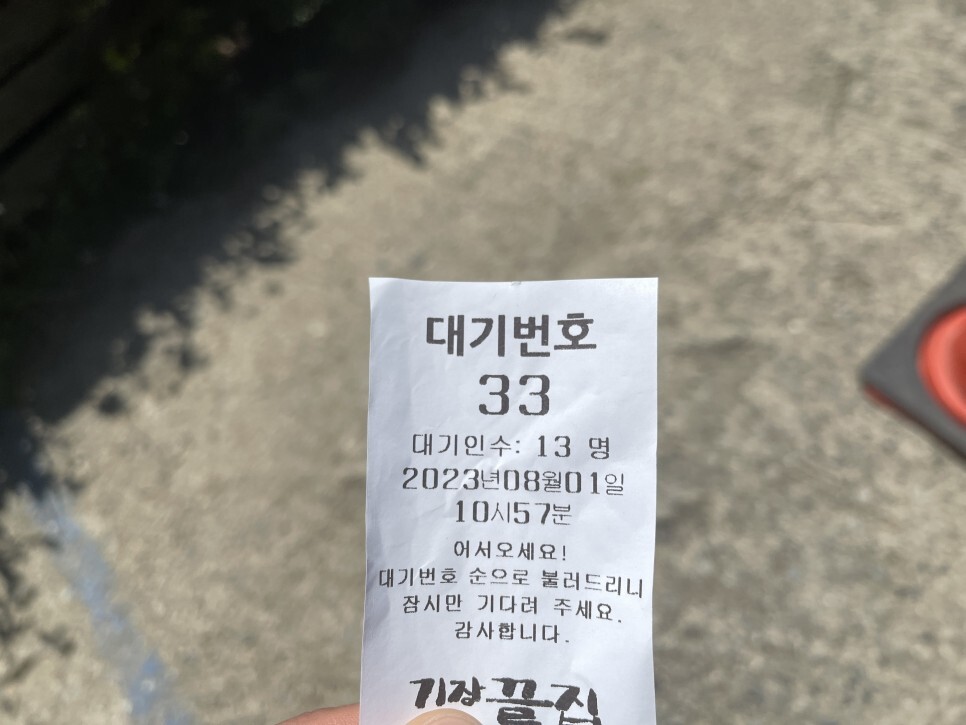 대기번호
33
대기인수: 13 명
2023년08월01일
10시57분
어서오세요!
대기번호 순으로 불러드리니
잠시만 기다려 주세요.
감사합니다.
기장끝집